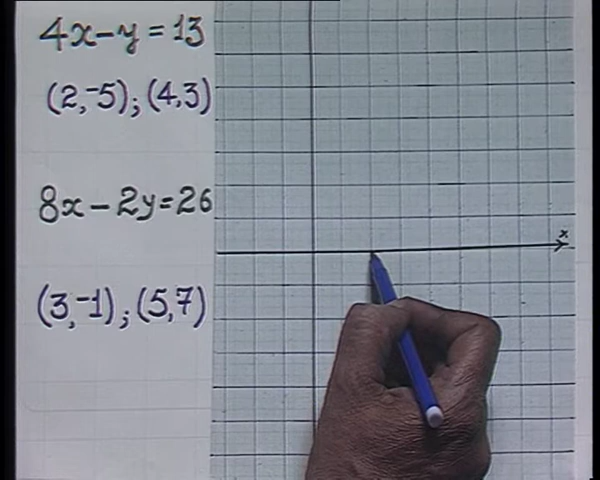 4x-y=13
(2,-5); (4,3)
8x-2y=26
x
(3,-1); (5,7)